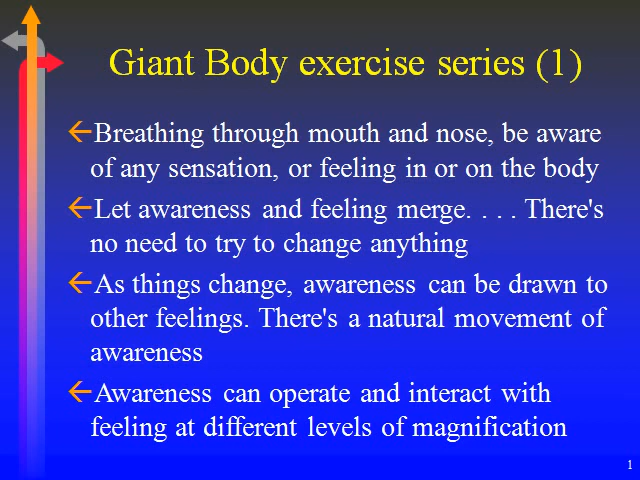 Giant Body exercise series (1)
Breathing through mouth and nose, be aware
of any sensation, or feeling in or on the body
Let awareness and feeling merge. . . . There's
no need to try to change anything
As things change, awareness can be drawn to
other feelings. There's a natural movement of
awareness
Awareness can operate and interact with
feeling at different levels of magnification
1